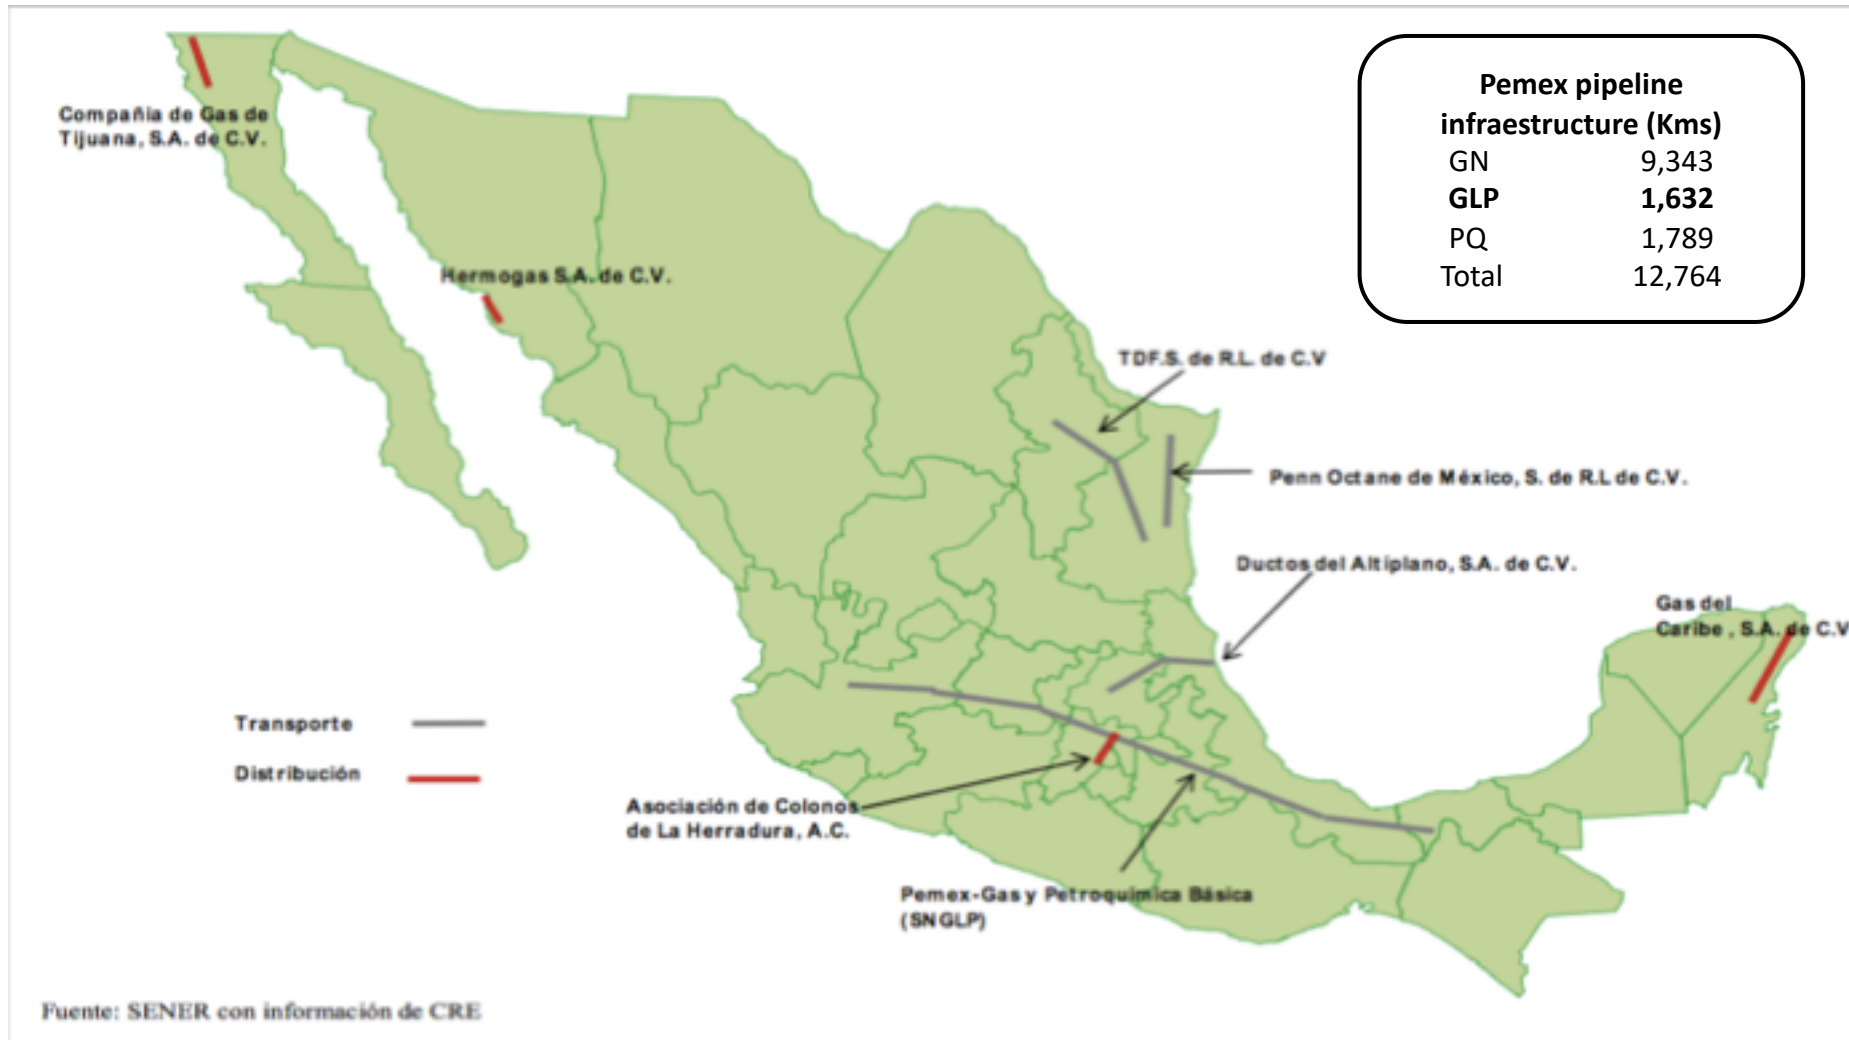 Pemex pipeline
infraestructure (Kms)
GN 9,343
GLP 1,632
PQ 1,789
Total 12,764
Compañia de Gas de
Tijuana, S.A. de C.V.
Hermogas S.A. de C.V.
TDF.S. de R.L. de C.V
Penn Octane de México, S. de R.L de C.V.
Ductos del Altiplano, S.A. de C.V.
Gas del
Caribe , S.A. de C.V
Transporte
Distribución
Asociación de Colonos
de La Herradura, A.C.
Pemex-Gas y Petroquímica Básica
(SNGLP)
Fuente: SENER con información de CRE